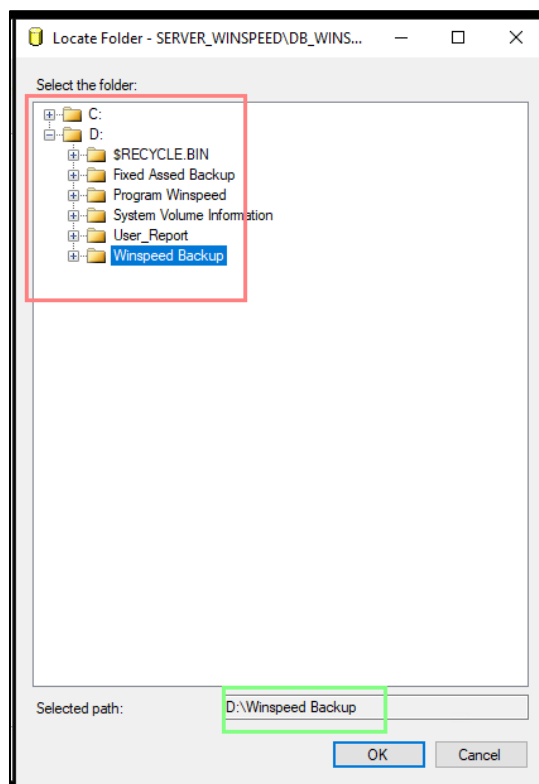 Locate Folder - SERVER_WINSPEED\DB_WINS...
Select the folder:
C:
D:
$RECYCLE.BIN
Fixed Assed Backup
Program Winspeed
System Volume Information
User_Report
Winspeed Backup
Selected path:
D:\Winspeed Backup
OK
Cancel